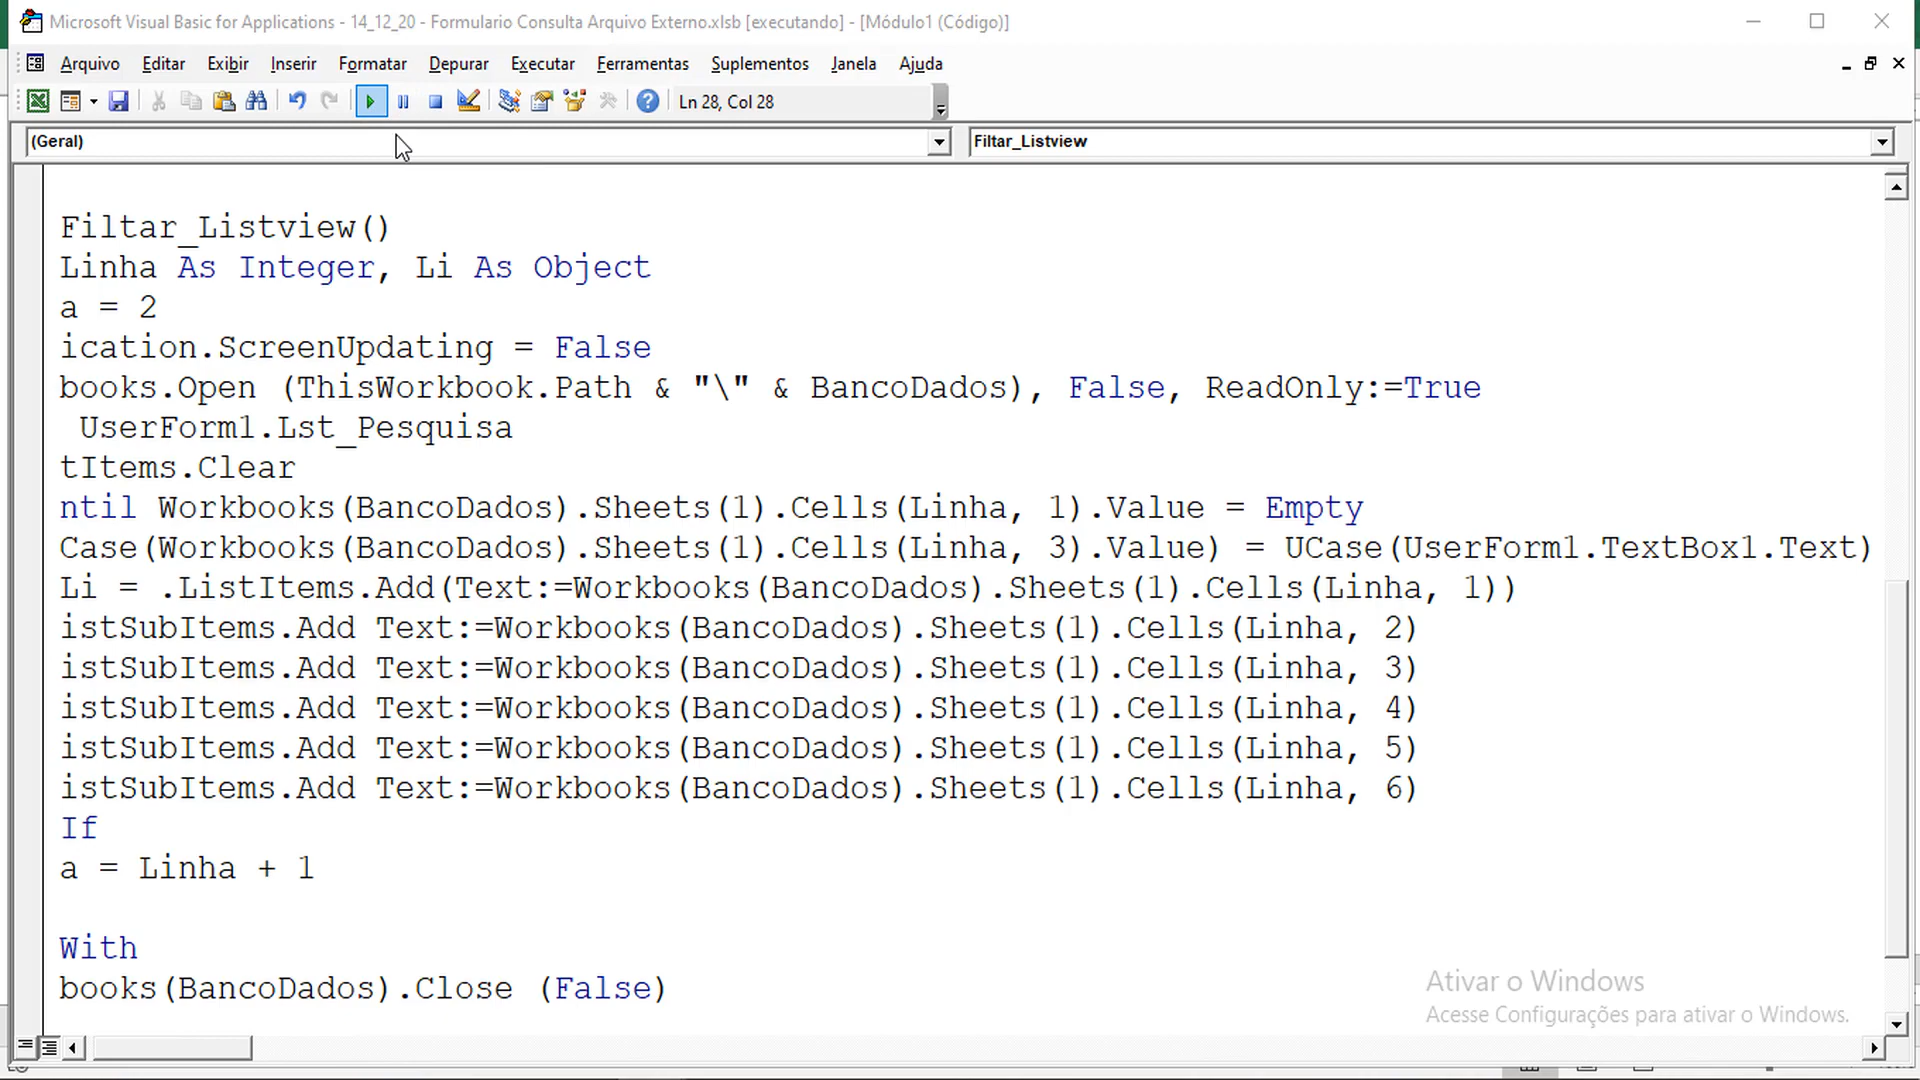 Microsoft Visual Basic for Applications - 14_12_20 - Formulario Consulta Arquivo Externo.xlsb [executando] - [Módulo1 (Código)]
Arquivo Editar Exibir Inserir Formatar Depurar Executar Ferramentas Suplementos Janela Ajuda
Ln 28, Col 28
(Geral) Filtar_Listview
Filtar_Listview()
Linha As Integer, Li As Object
a = 2
ication.ScreenUpdating = False
books.Open (ThisWorkbook.Path & "\" & BancoDados), False, ReadOnly:=True
UserForm1.Lst_Pesquisa
tItems.Clear
ntil Workbooks(BancoDados).Sheets(1).Cells(Linha, 1).Value = Empty
Case(Workbooks(BancoDados).Sheets(1).Cells(Linha, 3).Value) = UCase(UserForm1.TextBox1.Text)
Li = .ListItems.Add(Text:=Workbooks(BancoDados).Sheets(1).Cells(Linha, 1))
istSubItems.Add Text:=Workbooks(BancoDados).Sheets(1).Cells(Linha, 2)
istSubItems.Add Text:=Workbooks(BancoDados).Sheets(1).Cells(Linha, 3)
istSubItems.Add Text:=Workbooks(BancoDados).Sheets(1).Cells(Linha, 4)
istSubItems.Add Text:=Workbooks(BancoDados).Sheets(1).Cells(Linha, 5)
istSubItems.Add Text:=Workbooks(BancoDados).Sheets(1).Cells(Linha, 6)
If
a = Linha + 1
With
books(BancoDados).Close (False)
Ativar o Windows
Acesse Configurações para ativar o Windows.